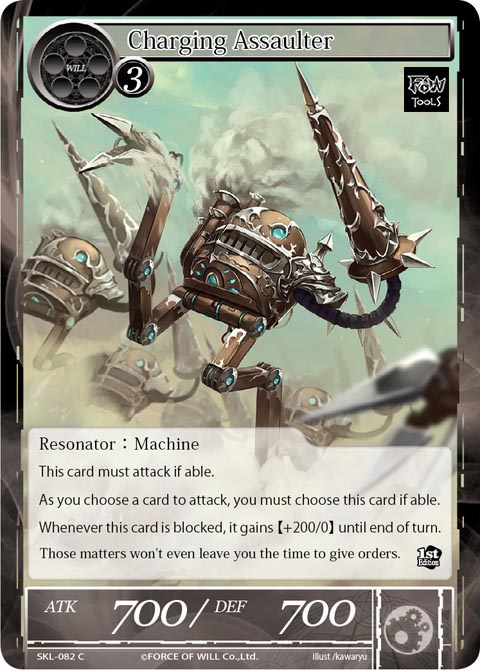 Charging Assaulter
WILL
3
FOW
TOOLS
Resonator : Machine
This card must attack if able.
As you choose a card to attack, you must choose this card if able.
Whenever this card is blocked, it gains【+200/0】until end of turn.
Those matters won't even leave you the time to give orders.
1st
Edition
ATK 700 / DEF 700
SKL-082 C ©FORCE OF WILL Co.,Ltd. Illust /kawaryu